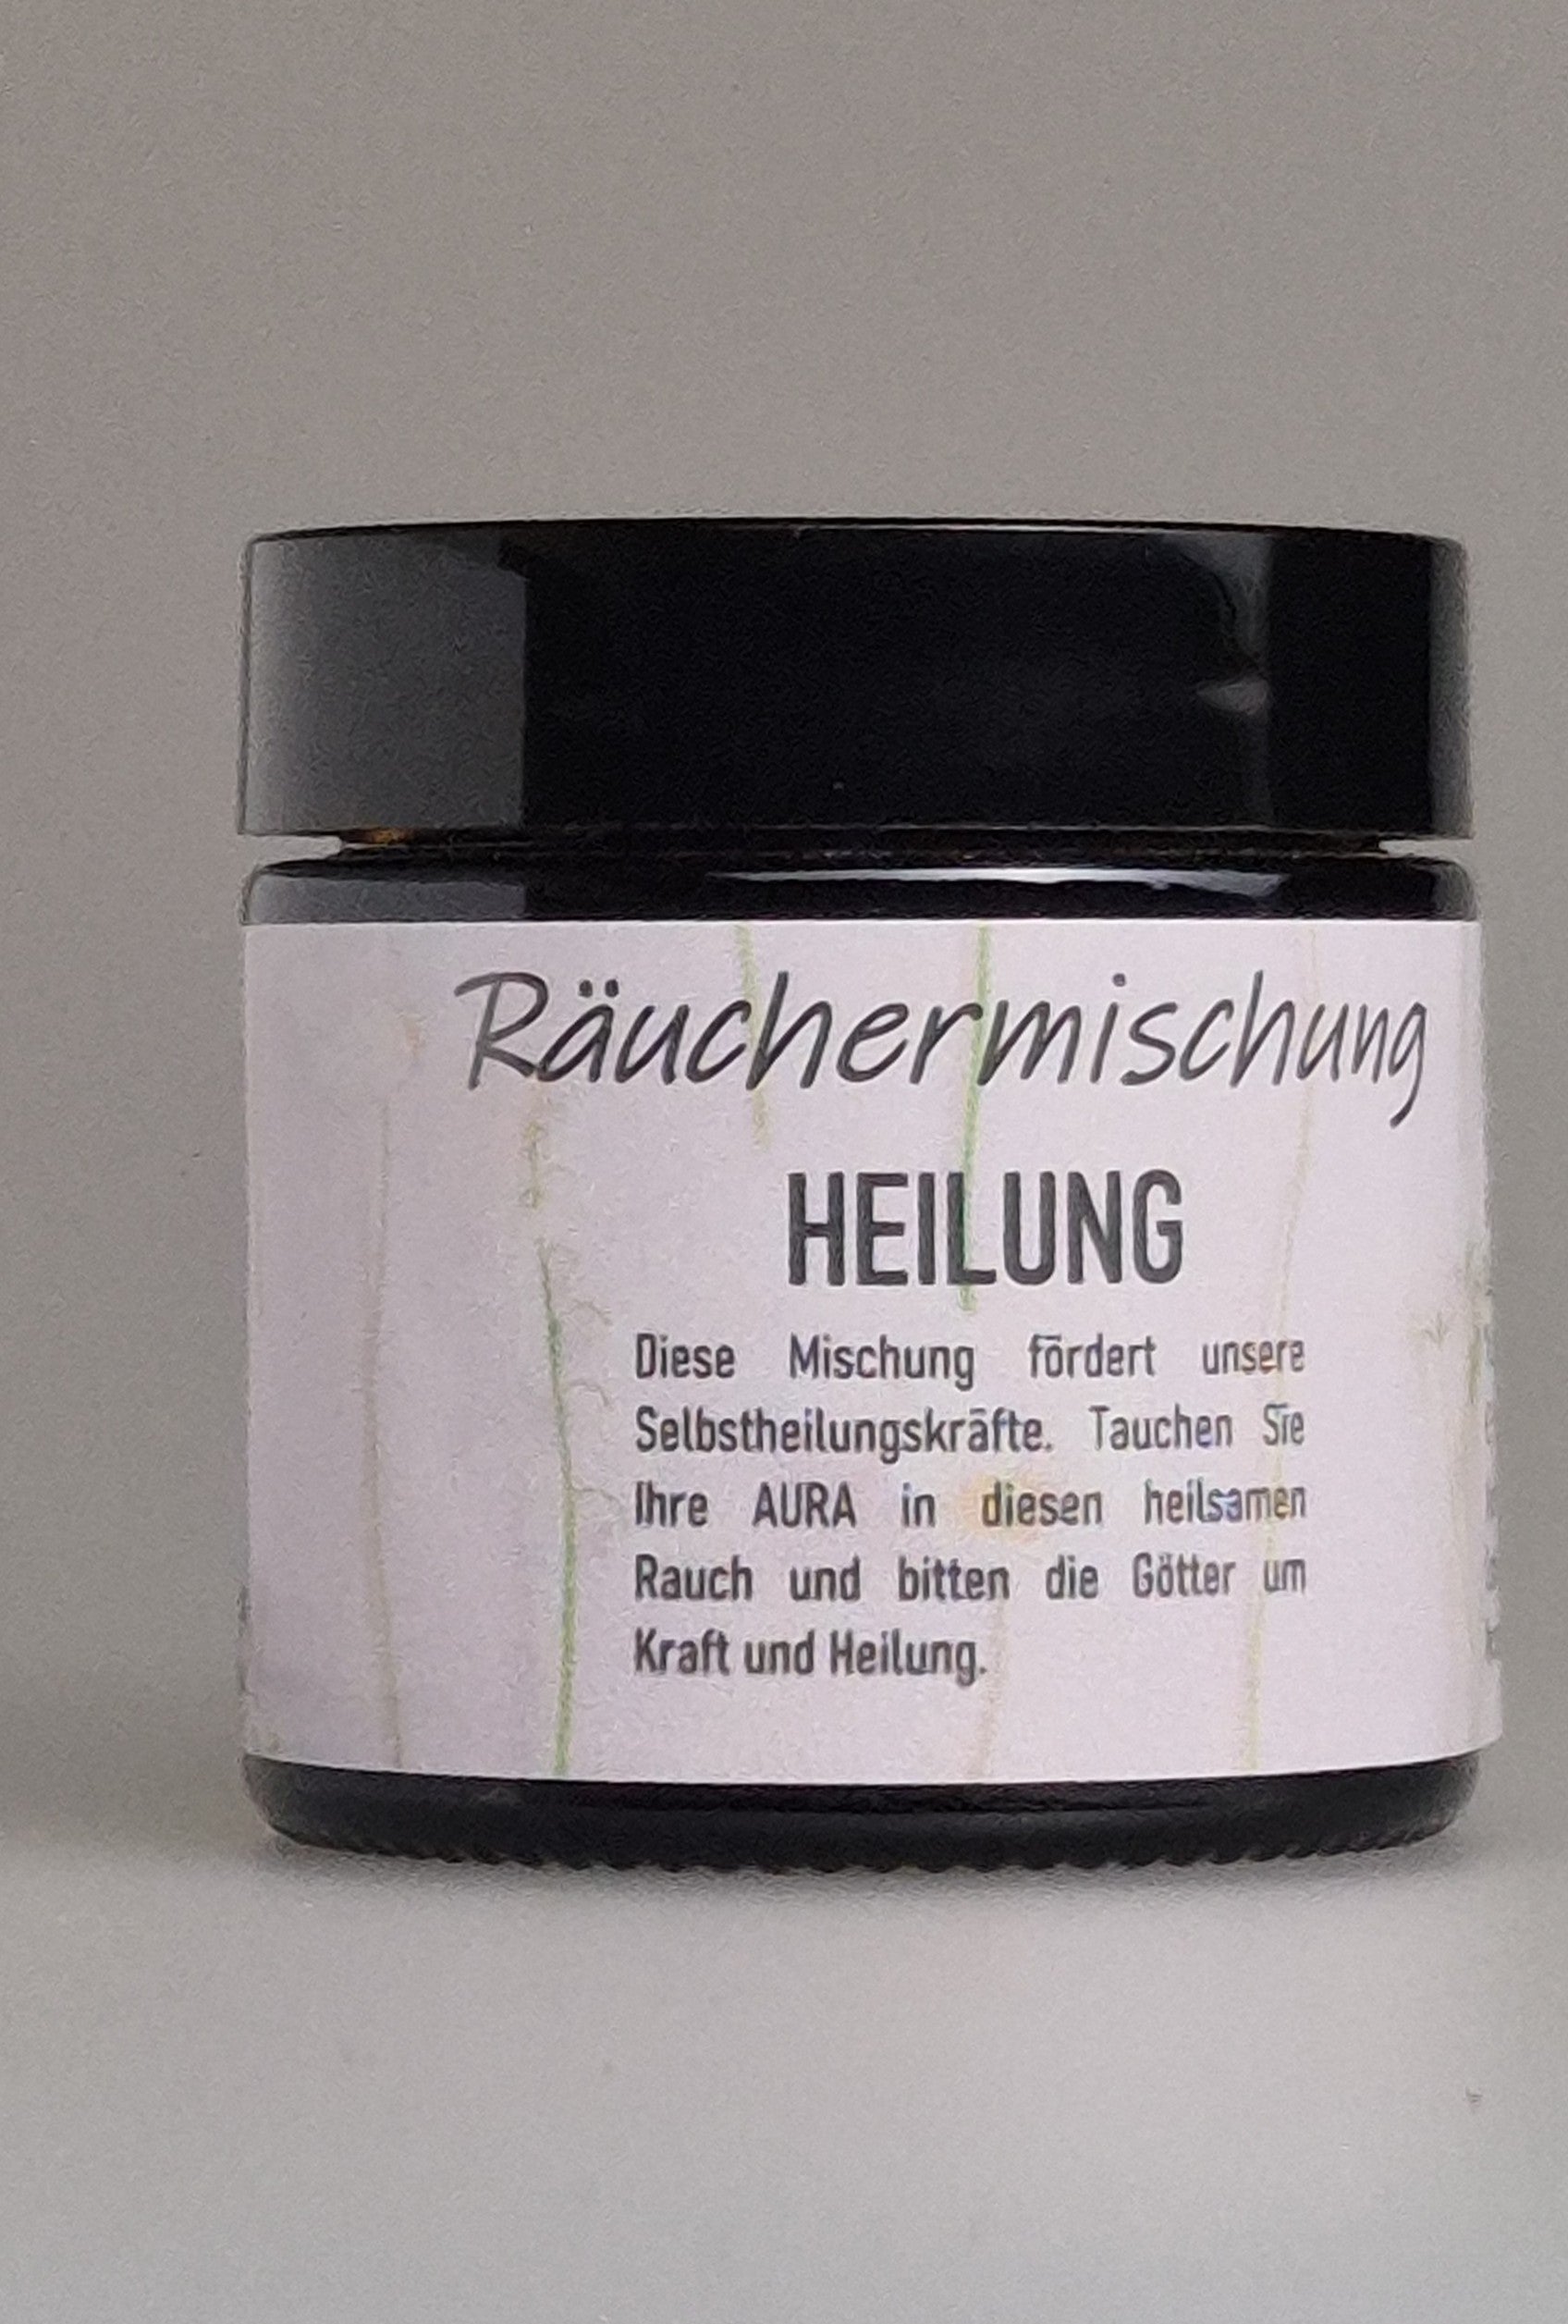 Räuchermischung
HEILUNG
Diese Mischung fördert unsere
Selbstheilungskräfte. Tauchen Sie
Ihre AURA in diesen heilsamen
Rauch und bitten die Götter um
Kraft und Heilung.